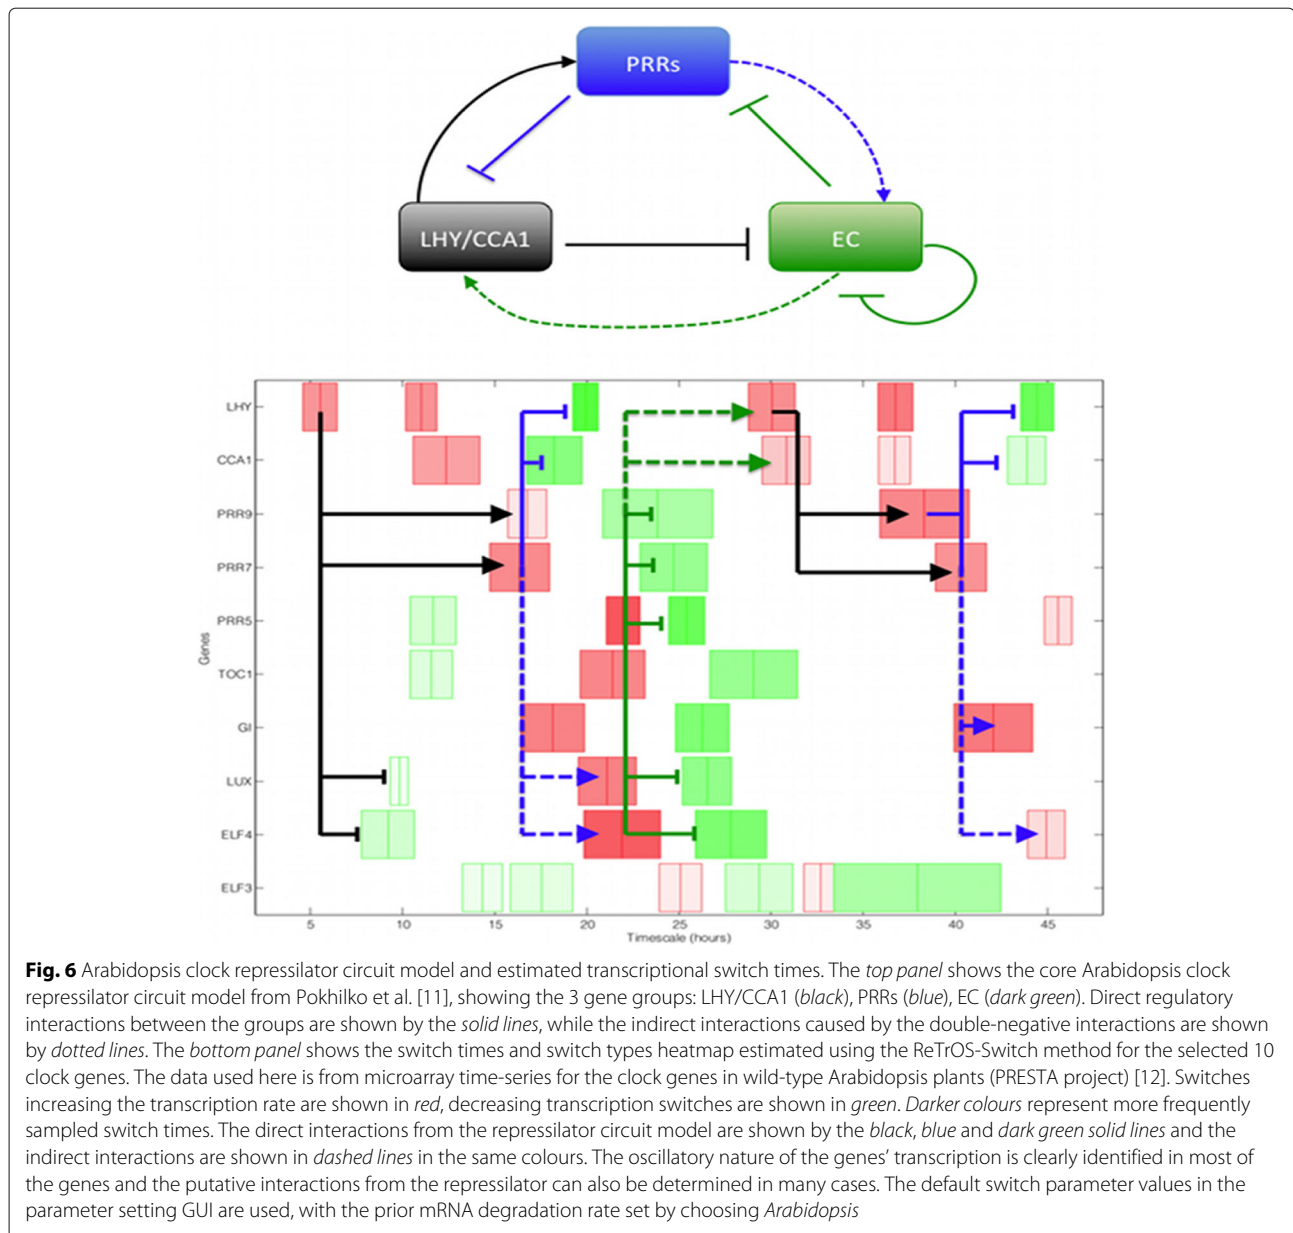 PRRs
LHY/CCA1
EC
LHY
CCA1
PRR9
PRR7
PRR5
TOC1
GI
LUX
ELF4
ELF3
Genes
5 10 15 20 25 30 35 40 45
Timescale (hours)
Fig. 6 Arabidopsis clock repressilator circuit model and estimated transcriptional switch times. The top panel shows the core Arabidopsis clock
repressilator circuit model from Pokhilko et al. [11], showing the 3 gene groups: LHY/CCA1 (black), PRRs (blue), EC (dark green). Direct regulatory
interactions between the groups are shown by the solid lines, while the indirect interactions caused by the double-negative interactions are shown
by dotted lines. The bottom panel shows the switch times and switch types heatmap estimated using the ReTrOS-Switch method for the selected 10
clock genes. The data used here is from microarray time-series for the clock genes in wild-type Arabidopsis plants (PRESTA project) [12]. Switches
increasing the transcription rate are shown in red, decreasing transcription switches are shown in green. Darker colours represent more frequently
sampled switch times. The direct interactions from the repressilator circuit model are shown by the black, blue and dark green solid lines and the
indirect interactions are shown in dashed lines in the same colours. The oscillatory nature of the genes' transcription is clearly identified in most of
the genes and the putative interactions from the repressilator can also be determined in many cases. The default switch parameter values in the
parameter setting GUI are used, with the prior mRNA degradation rate set by choosing Arabidopsis